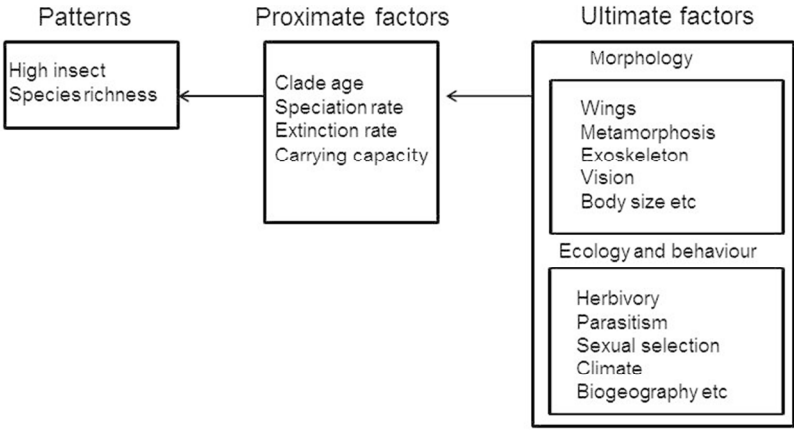 Patterns
High insect
Species richness
Proximate factors
Clade age
Speciation rate
Extinction rate
Carrying capacity
Ultimate factors
Morphology
Wings
Metamorphosis
Exoskeleton
Vision
Body size etc
Ecology and behaviour
Herbivory
Parasitism
Sexual selection
Climate
Biogeography etc